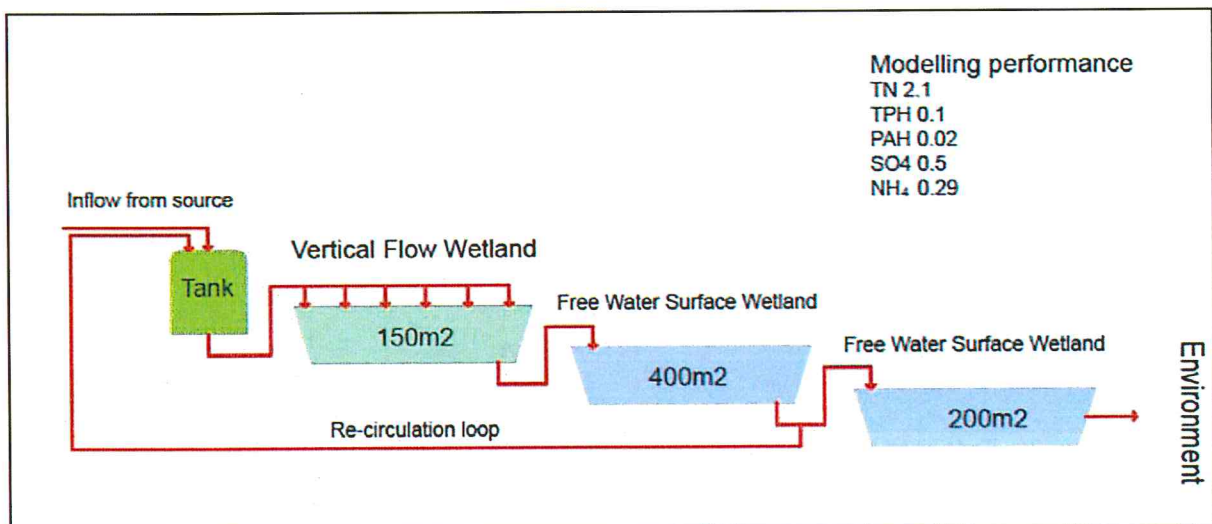 Modelling performance
TN 2.1
TPH 0.1
PAH 0.02
SO4 0.5
NH₄ 0.29
Inflow from source
Vertical Flow Wetland
Tank
Free Water Surface Wetland
150m2
Free Water Surface Wetland
400m2
200m2
Re-circulation loop
Environment